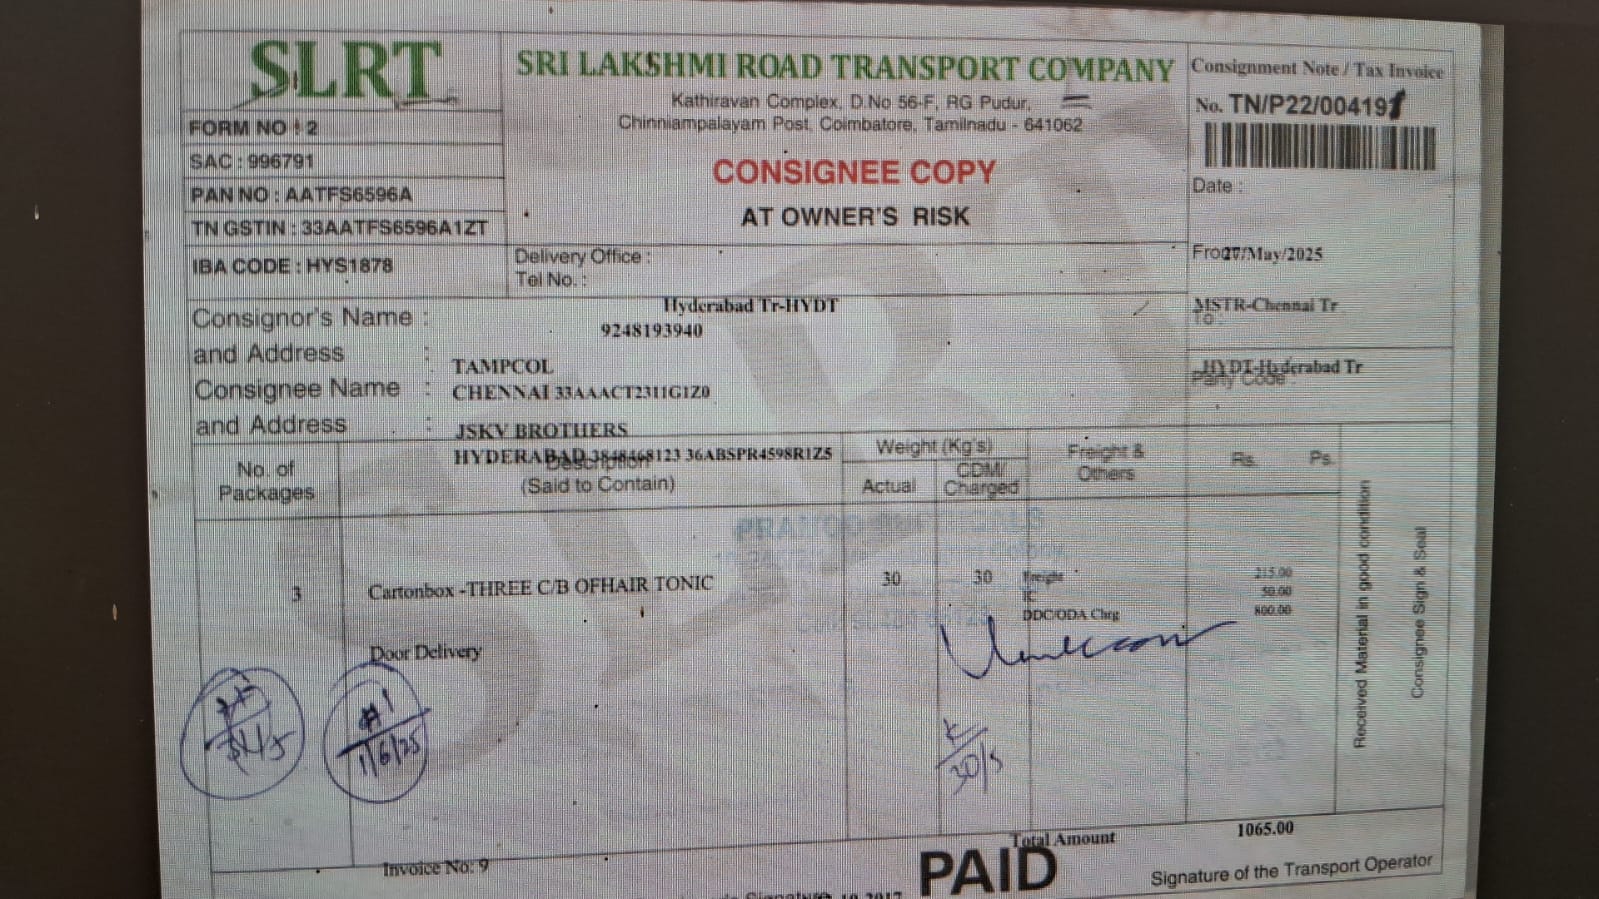 SLRT
FORM NO : 2
SAC : 996791
PAN NO : AATFS6596A
TN GSTIN : 33AATFS6596A1ZT
IBA CODE : HYS1878
SRI LAKSHMI ROAD TRANSPORT COMPANY
Kathiravan Complex, D.No 56-F, RG Pudur,
Chinniampalayam Post, Coimbatore, Tamilnadu - 641062
CONSIGNEE COPY
AT OWNER'S RISK
Delivery Office :
Tel No. :
Consignment Note / Tax Invoice
No. TN/P22/004191
Date :
/May/2025
MSTR-Chennai Tr
To :
HYDT-Hyderabad Tr
Party Code :
Hyderabad Tr-HYDT
9248193940
Consignor's Name :
and Address :
Consignee Name :
and Address :
TAMPCOL
CHENNAI 33AAACT2311G1Z0
JSKV BROTHERS
HYDERABAD 36ABSPR4598R1Z5
No. of
Packages
Description
(Said to Contain)
Weight (Kg's)
Actual
CDM/
Charged
Freight &
Others
Rs.
Ps.
3
Cartonbox -THREE C/B OFHAIR TONIC
30
30
Freight 215.00
IC 50.00
DDC/ODA Chrg 800.00
Door Delivery
#1
1/6/25
30/5
Received Material in good condition
Consignee Sign & Seal
Total Amount 1065.00
Invoice No: 9
PAID
Signature of the Transport Operator